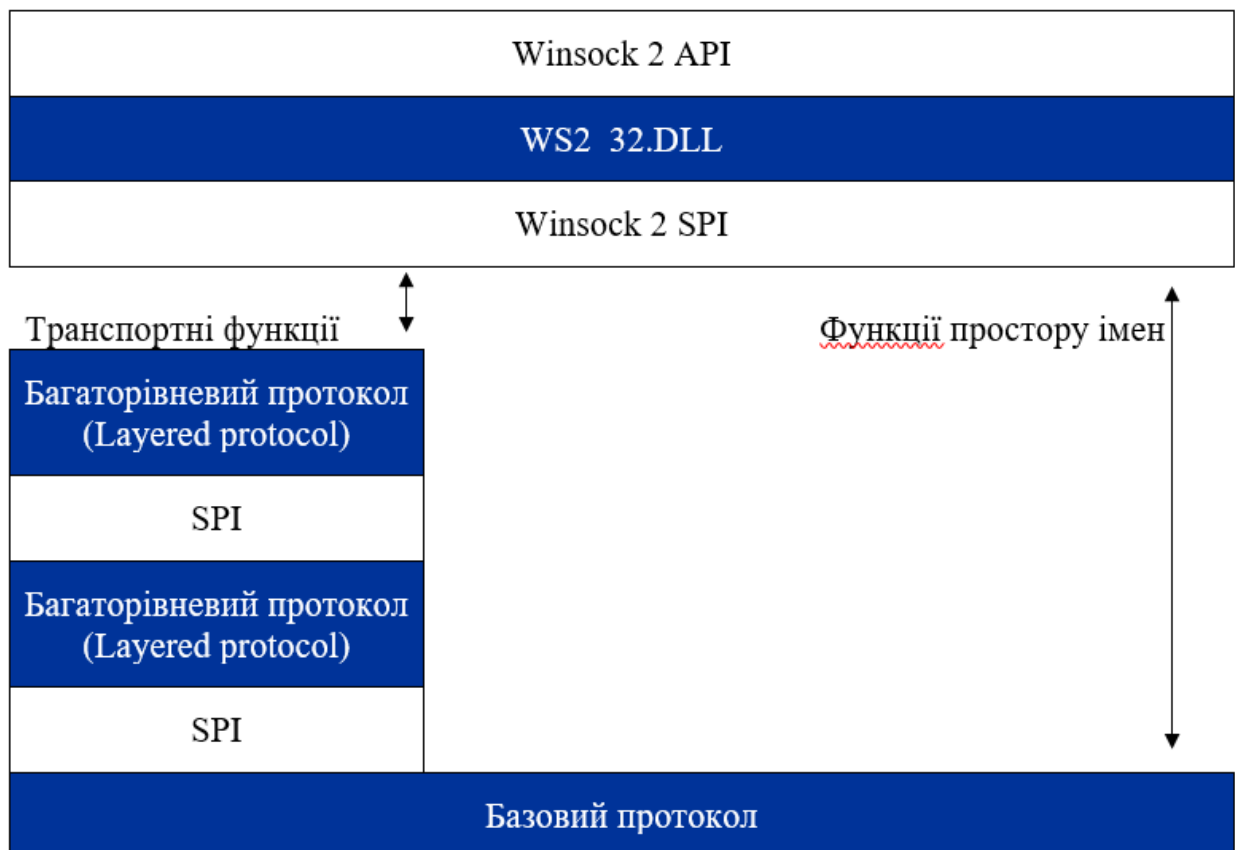 Winsock 2 API
WS2 32.DLL
Winsock 2 SPI
Транспортні функції
Функції простору імен
Багаторівневий протокол
(Layered protocol)
SPI
Багаторівневий протокол
(Layered protocol)
SPI
Базовий протокол